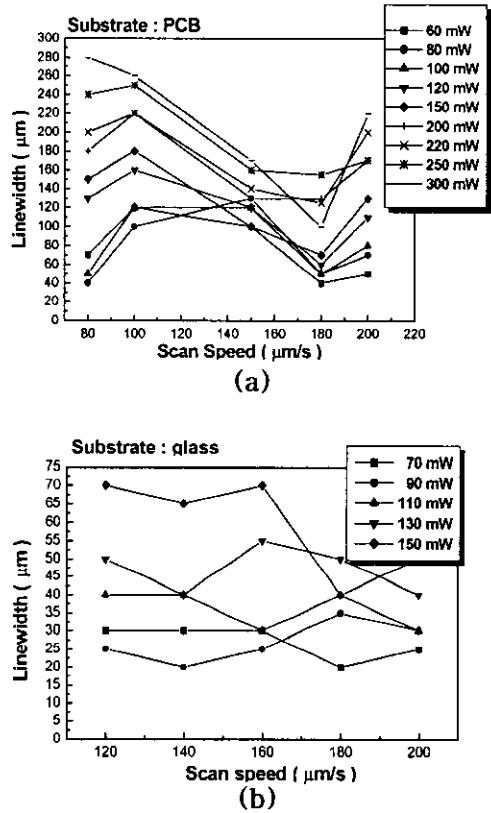 Substrate : PCB
60 mW
80 mW
100 mW
120 mW
150 mW
200 mW
220 mW
250 mW
300 mW
Linewidth ( μm)
300
280
260
240
220
200
180
160
140
120
100
80
60
40
20
0
80 100 120 140 160 180 200 220
Scan Speed ( μm/s )
(a)
Substrate : glass
70 mW
90 mW
110 mW
130 mW
150 mW
Linewidth ( μm)
75
70
65
60
55
50
45
40
35
30
25
20
15
10
5
0
120 140 160 180 200
Scan speed ( μm/s )
(b)